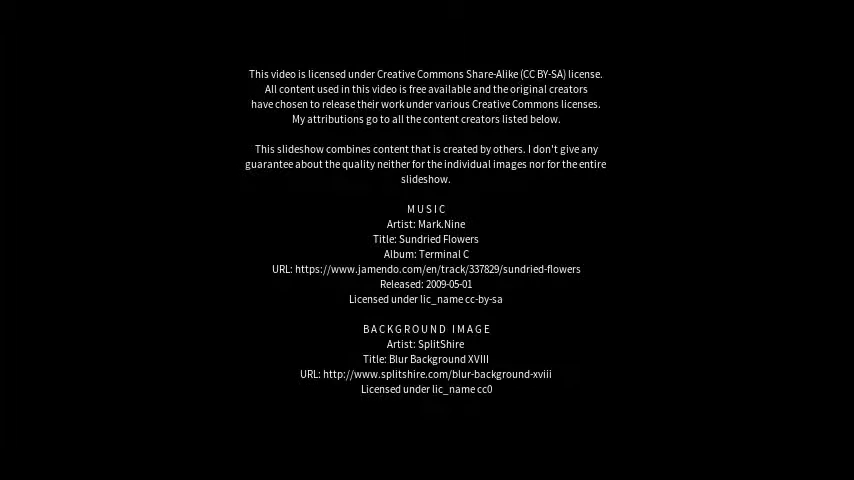 This video is licensed under Creative Commons Share-Alike (CC BY-SA) license.
All content used in this video is free available and the original creators
have chosen to release their work under various Creative Commons licenses.
My attributions go to all the content creators listed below.
This slideshow combines content that is created by others. I don't give any
guarantee about the quality neither for the individual images nor for the entire
slideshow.
MUSIC
Artist: Mark.Nine
Title: Sundried Flowers
Album: Terminal C
URL: https://www.jamendo.com/en/track/337829/sundried-flowers
Released: 2009-05-01
Licensed under lic_name cc-by-sa
BACKGROUND IMAGE
Artist: SplitShire
Title: Blur Background XVIII
URL: http://www.splitshire.com/blur-background-xviii
Licensed under lic_name cc0